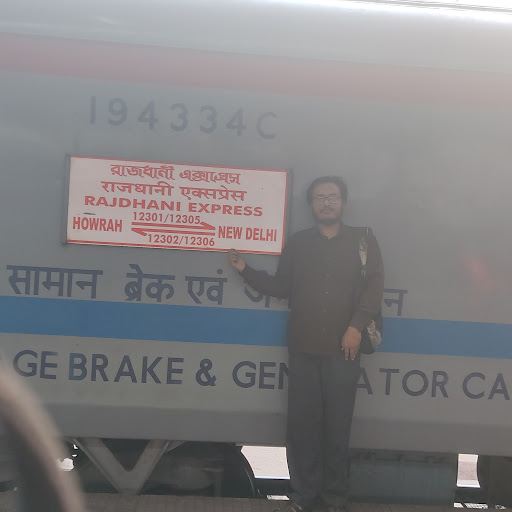 194334C
রাজধানী এক্সপ্রেস
राजधानी एक्सप्रेस
RAJDHANI EXPRESS
12301/12305
HOWRAH NEW DELHI
12302/12306
सामान ब्रेक एवं
GE BRAKE & GEN ATOR CA